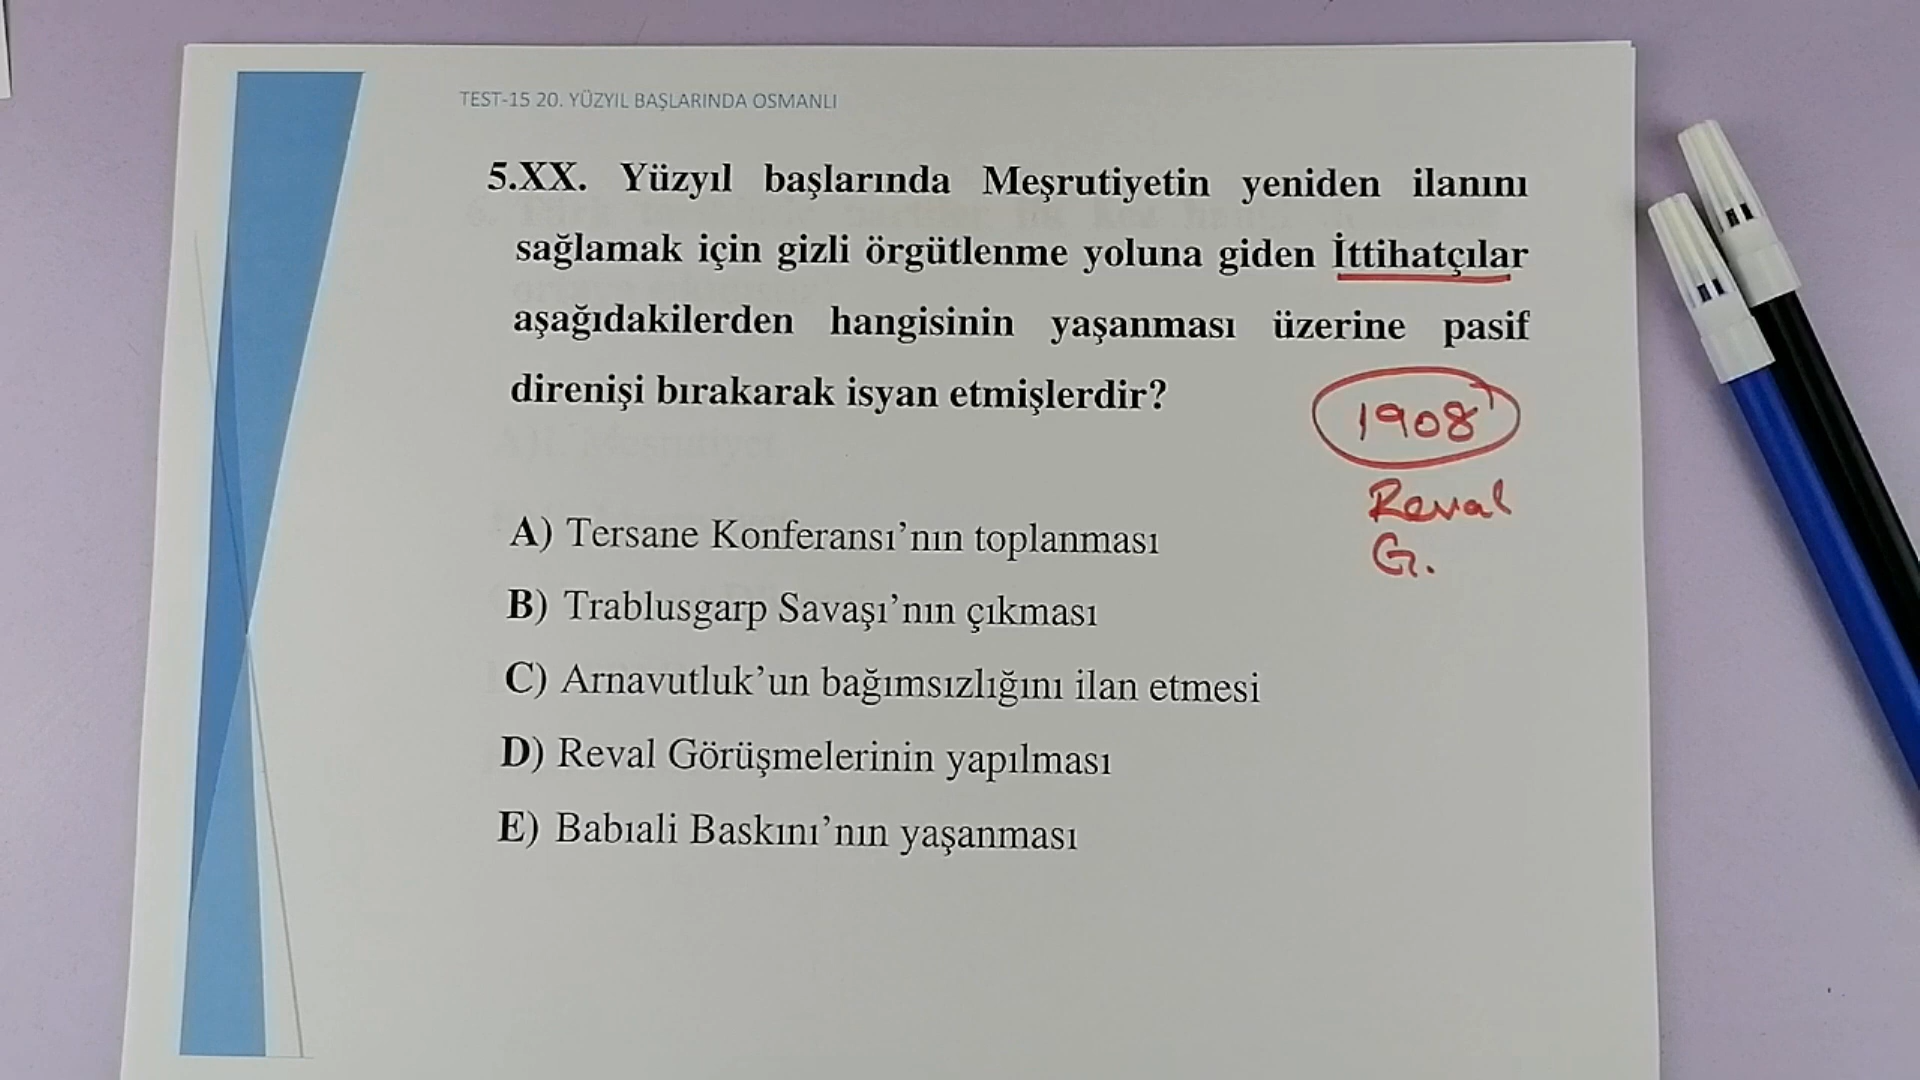 TEST-15 20. YÜZYIL BAŞLARINDA OSMANLI
5.XX. Yüzyıl başlarında Meşrutiyetin yeniden ilanını
sağlamak için gizli örgütlenme yoluna giden İttihatçılar
aşağıdakilerden hangisinin yaşanması üzerine pasif
direnişi bırakarak isyan etmişlerdir?
1908
Reval
G.
A) Tersane Konferansı’nın toplanması
B) Trablusgarp Savaşı’nın çıkması
C) Arnavutluk’un bağımsızlığını ilan etmesi
D) Reval Görüşmelerinin yapılması
E) Babıali Baskını’nın yaşanması